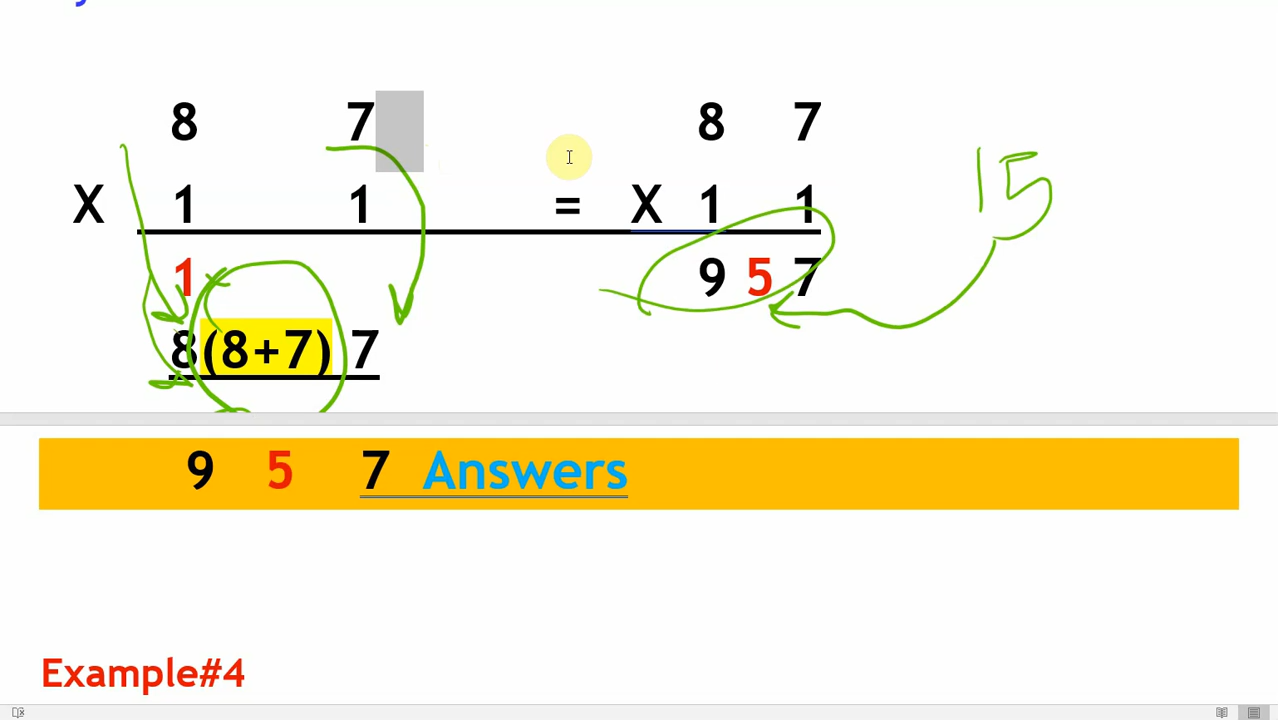 8 7 8 7 15
X 1 1 = X 1 1
1 9 5 7
8(8+7) 7
9 5 7 Answers
Example#4